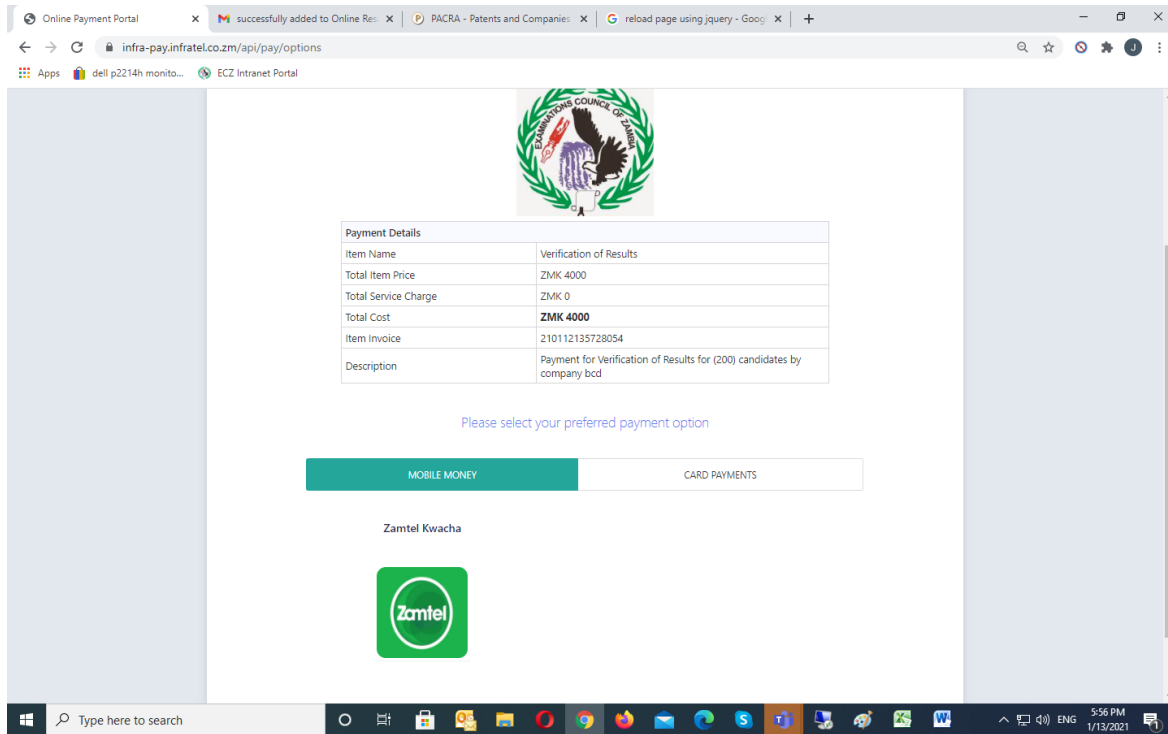 Online Payment Portal
successfully added to Online Res
PACRA - Patents and Companies
reload page using jquery - Goog
infra-pay.infratel.co.zm/api/pay/options
J
Apps
dell p2214h monito...
ECZ Intranet Portal
EXAMINATIONS COUNCIL OF ZAMBIA
Payment Details
Item Name Verification of Results
Total Item Price ZMK 4000
Total Service Charge ZMK 0
Total Cost ZMK 4000
Item Invoice 210112135728054
Description Payment for Verification of Results for (200) candidates by
company bcd
Please select your preferred payment option
MOBILE MONEY CARD PAYMENTS
Zamtel Kwacha
Zamtel
Type here to search
ENG
5:56 PM
1/13/2021